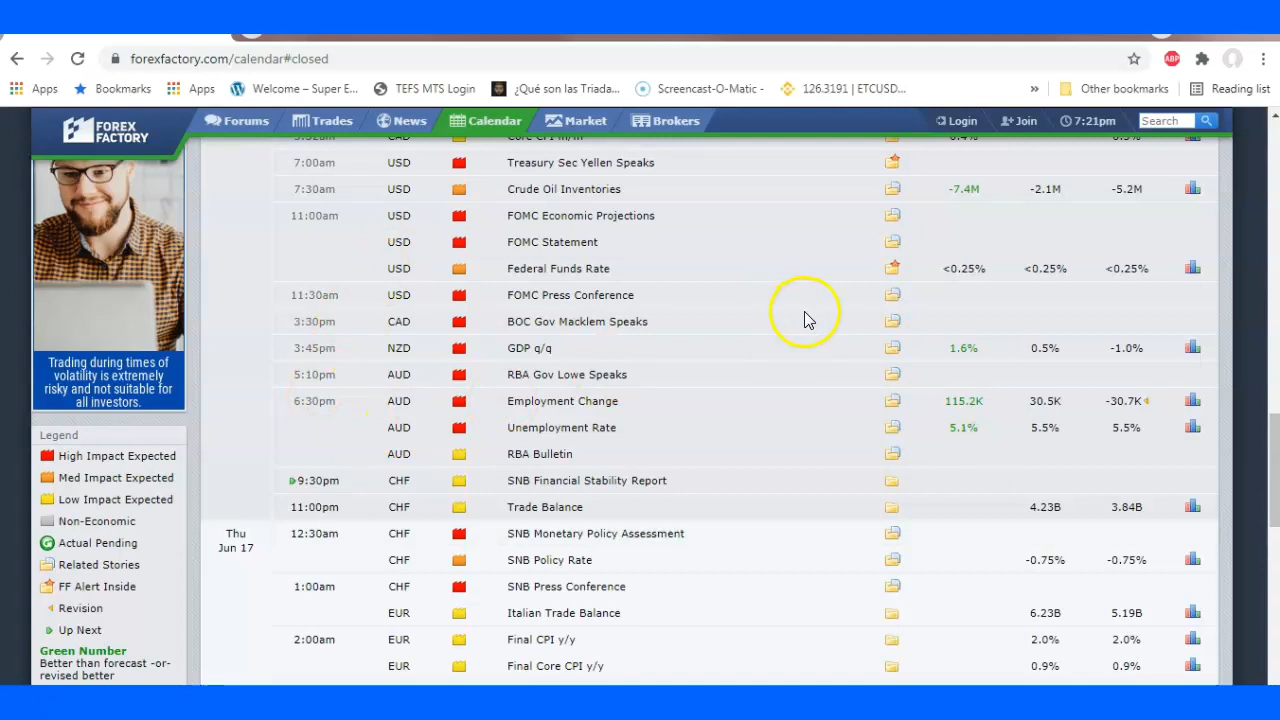 forexfactory.com/calendar#closed
Apps Bookmarks Apps Welcome – Super E... TEFS MTS Login ¿Qué son las Triada... Screencast-O-Matic - 126.3191 | ETCUSD... » Other bookmarks Reading list
FOREX FACTORY Forums Trades News Calendar Market Brokers Login Join 7:21pm Search
7:00am USD Treasury Sec Yellen Speaks
7:30am USD Crude Oil Inventories -7.4M -2.1M -5.2M
11:00am USD FOMC Economic Projections
USD FOMC Statement
USD Federal Funds Rate <0.25% <0.25% <0.25%
11:30am USD FOMC Press Conference
3:30pm CAD BOC Gov Macklem Speaks
3:45pm NZD GDP q/q 1.6% 0.5% -1.0%
5:10pm AUD RBA Gov Lowe Speaks
6:30pm AUD Employment Change 115.2K 30.5K -30.7K
AUD Unemployment Rate 5.1% 5.5% 5.5%
AUD RBA Bulletin
9:30pm CHF SNB Financial Stability Report
11:00pm CHF Trade Balance 4.23B 3.84B
Thu
Jun 17
12:30am CHF SNB Monetary Policy Assessment
CHF SNB Policy Rate -0.75% -0.75%
1:00am CHF SNB Press Conference
EUR Italian Trade Balance 6.23B 5.19B
2:00am EUR Final CPI y/y 2.0% 2.0%
EUR Final Core CPI y/y 0.9% 0.9%
Trading during times of
volatility is extremely
risky and not suitable for
all investors.
Legend
High Impact Expected
Med Impact Expected
Low Impact Expected
Non-Economic
Actual Pending
Related Stories
FF Alert Inside
Revision
Up Next
Green Number
Better than forecast -or-
revised better